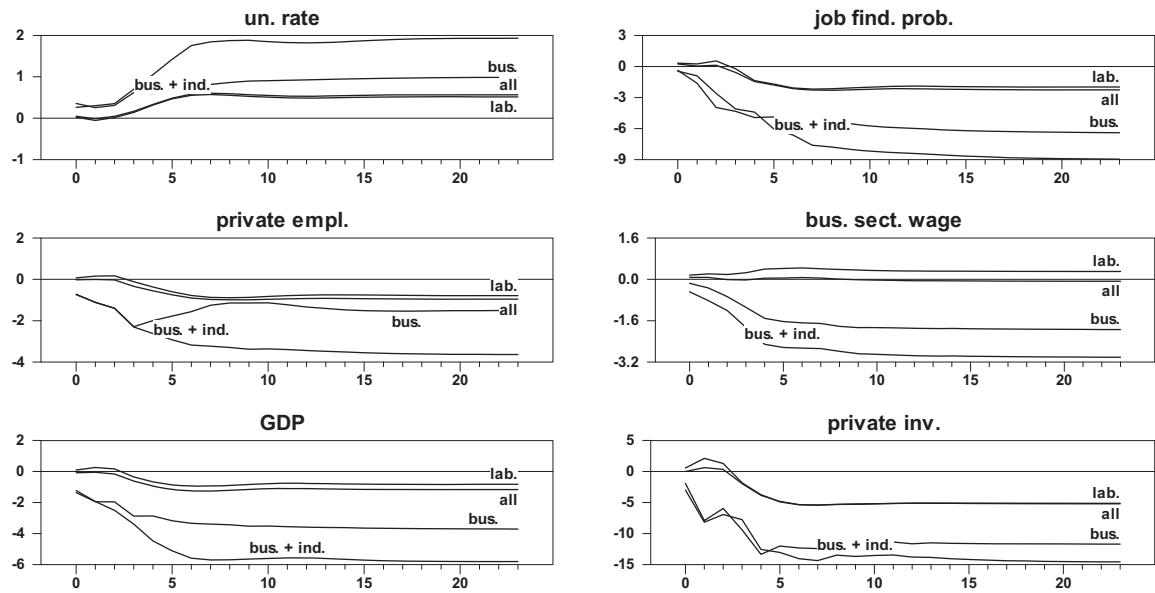 un. rate
2
1
0
-1
bus.
bus. + ind.
all
lab.
0 5 10 15 20
job find. prob.
3
0
-3
-6
-9
lab.
all
bus.
bus. + ind.
0 5 10 15 20
private empl.
2
0
-2
-4
lab.
all
bus.
bus. + ind.
0 5 10 15 20
bus. sect. wage
1.6
0.0
-1.6
-3.2
lab.
all
bus.
bus. + ind.
0 5 10 15 20
GDP
2
0
-2
-4
-6
lab.
all
bus.
bus. + ind.
0 5 10 15 20
private inv.
5
0
-5
-10
-15
lab.
all
bus.
bus. + ind.
0 5 10 15 20